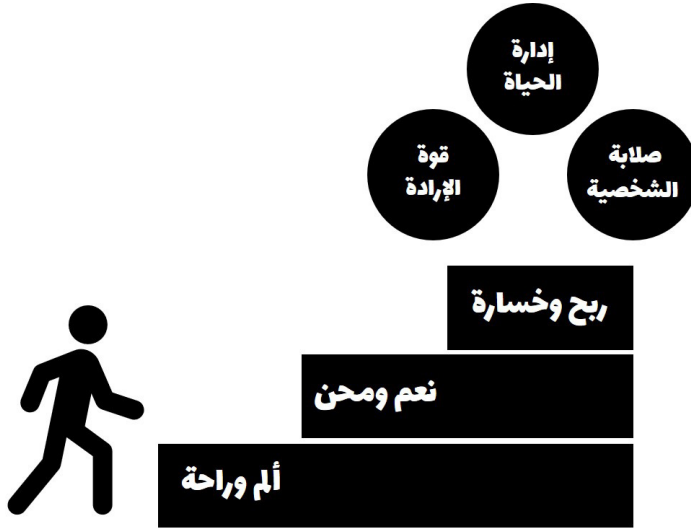 إدارة
الحياة
قوة
الإرادة
صلابة
الشخصية
ربح وخسارة
نعم ومحن
ألم وراحة